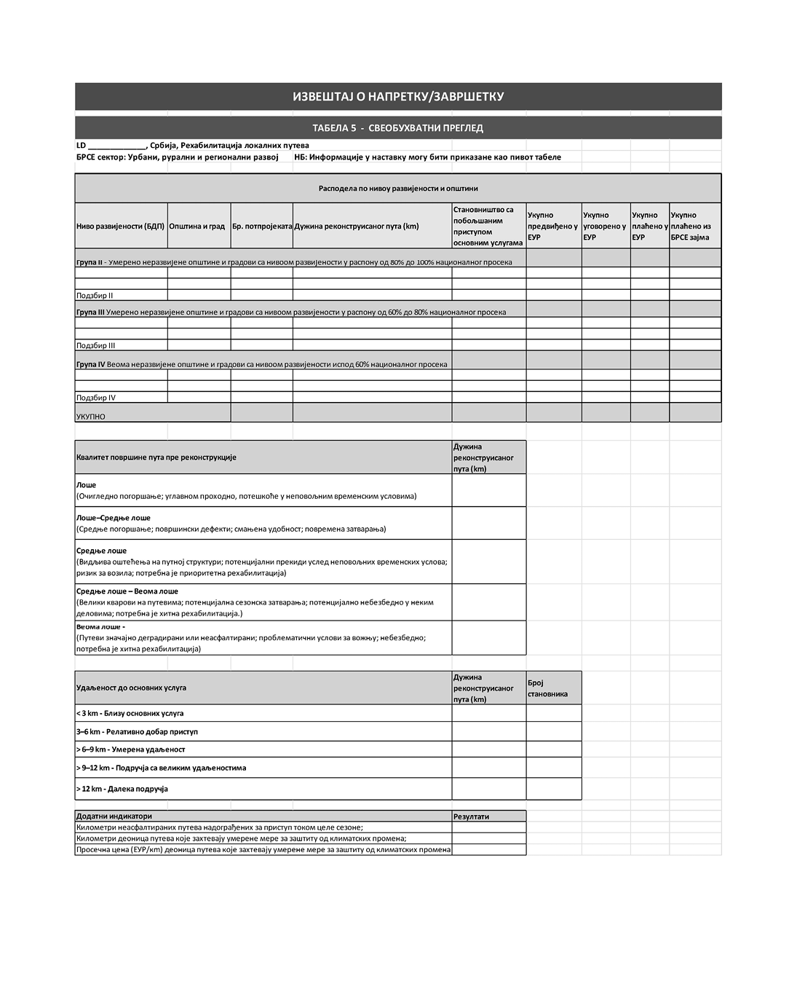 ИЗВЕШТАЈ О НАПРЕТКУ/ЗАВРШЕТКУ
ТАБЕЛА 5 - СВЕОБУХВАТНИ ПРЕГЛЕД
LD _____________, Србија, Рехабилитација локалних путева
БРСЕ сектор: Урбани, рурални и регионални развој НБ: Информације у наставку могу бити приказане као пивот табеле
Расподела по нивоу развијености и општини
Ниво развијености (БДП)
Општина и град
Бр. потпројеката
Дужина реконструисаног пута (km)
Становништво са
побољшаним
приступом
основним услугама
Укупно
предвиђено у
ЕУР
Укупно
уговорено у
ЕУР
Укупно
плаћено у
ЕУР
Укупно
плаћено из
БРСЕ зајма
Група II - Умерено неразвијене општине и градови са нивоом развијености у распону од 80% до 100% националног просека
Подзбир II
Група III Умерено неразвијене општине и градови са нивоом развијености у распону од 60% до 80% националног просека
Подзбир III
Група IV Веома неразвијене општине и градови са нивоом развијености испод 60% националног просека
Подзбир IV
УКУПНО
Квалитет површине пута пре реконструкције
Дужина
реконструисаног
пута (km)
Лоше
(Очигледно погоршање; углавном проходно, потешкоће у неповољним временским условима)
Лоше–Средње лоше
(Средње погоршање; површински дефекти; смањена удобност; повремена затварања)
Средње лоше
(Видљива оштећења на путној структури; потенцијални прекиди услед неповољних временских услова;
ризик за возила; потребна је приоритетна рехабилитација)
Средње лоше – Веома лоше
(Велики кварови на путевима; потенцијална сезонска затварања; потенцијално небезбедно у неким
деловима; потребна је хитна рехабилитација.)
Веома лоше -
(Путеви значајно деградирани или неасфалтирани; проблематични услови за вожњу; небезбедно;
потребна је хитна рехабилитација)
Удаљеност до основних услуга
Дужина
реконструисаног
пута (km)
Број
становника
< 3 km - Близу основних услуга
3–6 km - Релативно добар приступ
> 6–9 km - Умерена удаљеност
> 9–12 km - Подручја са великим удаљеностима
> 12 km - Далека подручја
Додатни индикатори
Резултати
Километри неасфалтираних путева надограђених за приступ током целе сезоне;
Километри деоница путева које захтевају умерене мере за заштиту од климатских промена;
Просечна цена (ЕУР/km) деоница путева које захтевају умерене мере за заштиту од климатских промена